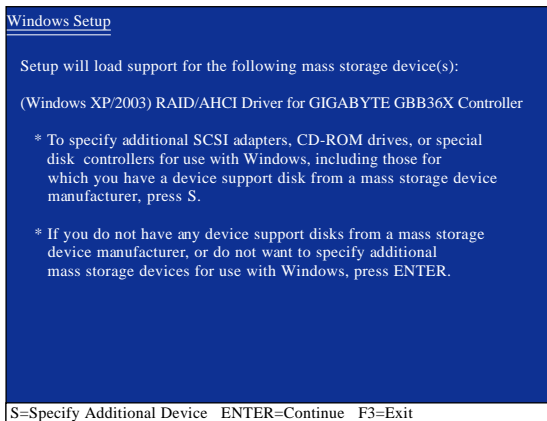 Windows Setup
Setup will load support for the following mass storage device(s):
(Windows XP/2003) RAID/AHCI Driver for GIGABYTE GBB36X Controller
* To specify additional SCSI adapters, CD-ROM drives, or special
disk controllers for use with Windows, including those for
which you have a device support disk from a mass storage device
manufacturer, press S.
* If you do not have any device support disks from a mass storage
device manufacturer, or do not want to specify additional
mass storage devices for use with Windows, press ENTER.
S=Specify Additional Device ENTER=Continue F3=Exit